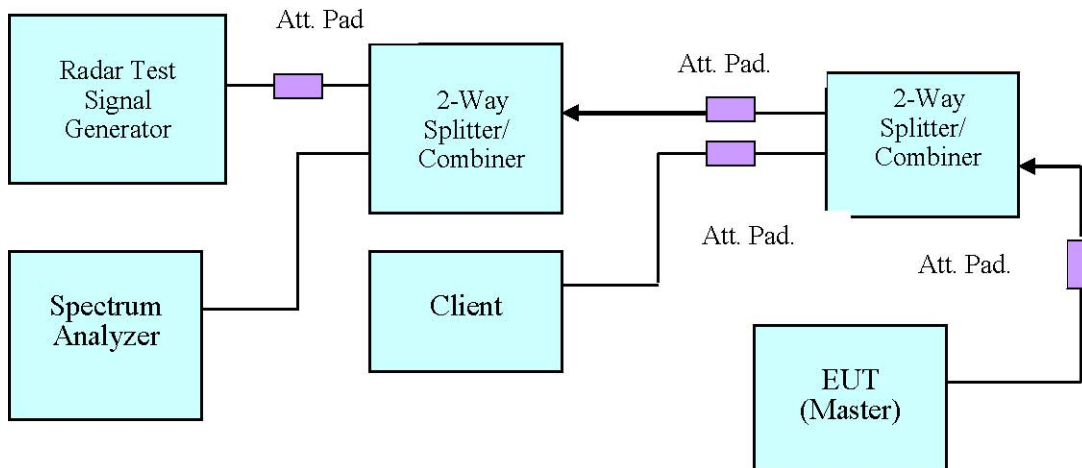 Att. Pad
Radar Test
Signal
Generator
2-Way
Splitter/
Combiner
Att. Pad.
2-Way
Splitter/
Combiner
Att. Pad.
Att. Pad.
Spectrum
Analyzer
Client
EUT
(Master)